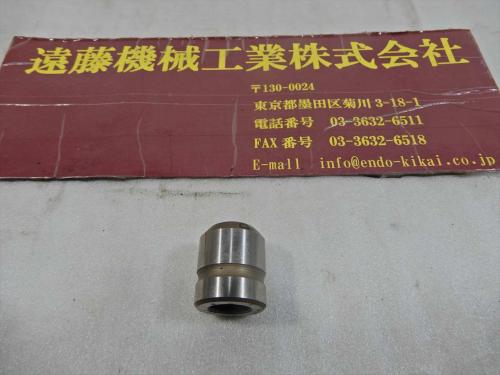 遠藤機械工業株式会社
〒130-0024
東京都墨田区菊川 3-18-1
電話番号 03-3632-6511
FAX 番号 03-3632-6518
E-mail info@endo-kikai.co.jp